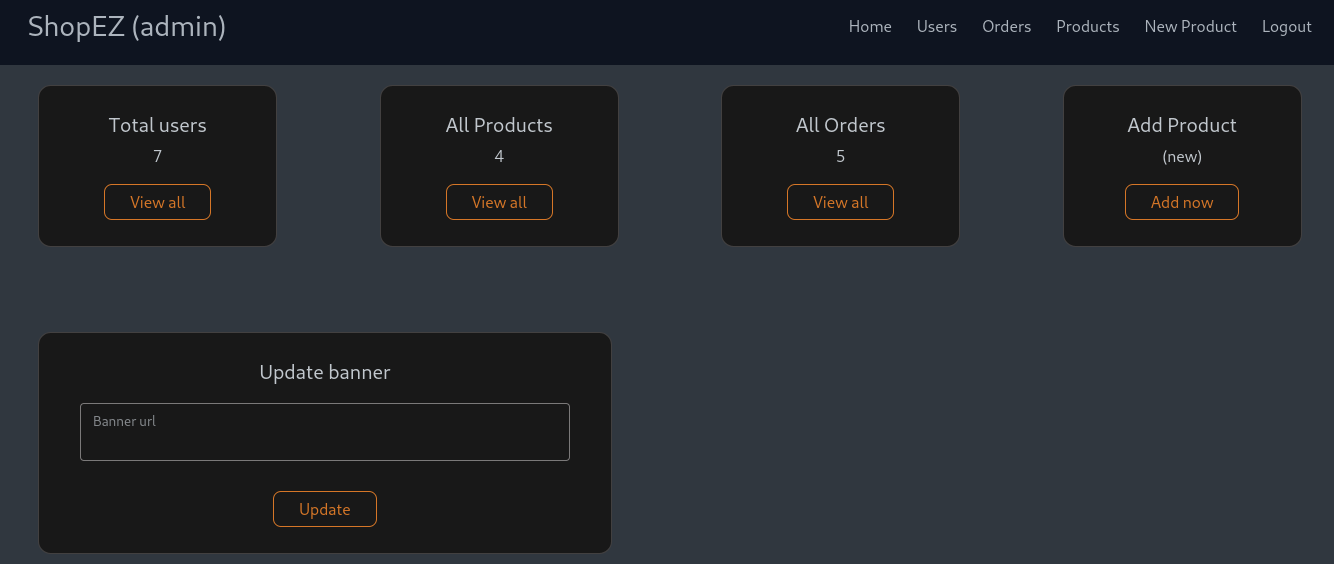 ShopEZ (admin)
Home Users Orders Products New Product Logout
Total users
7
View all
All Products
4
View all
All Orders
5
View all
Add Product
(new)
Add now
Update banner
Banner url
Update